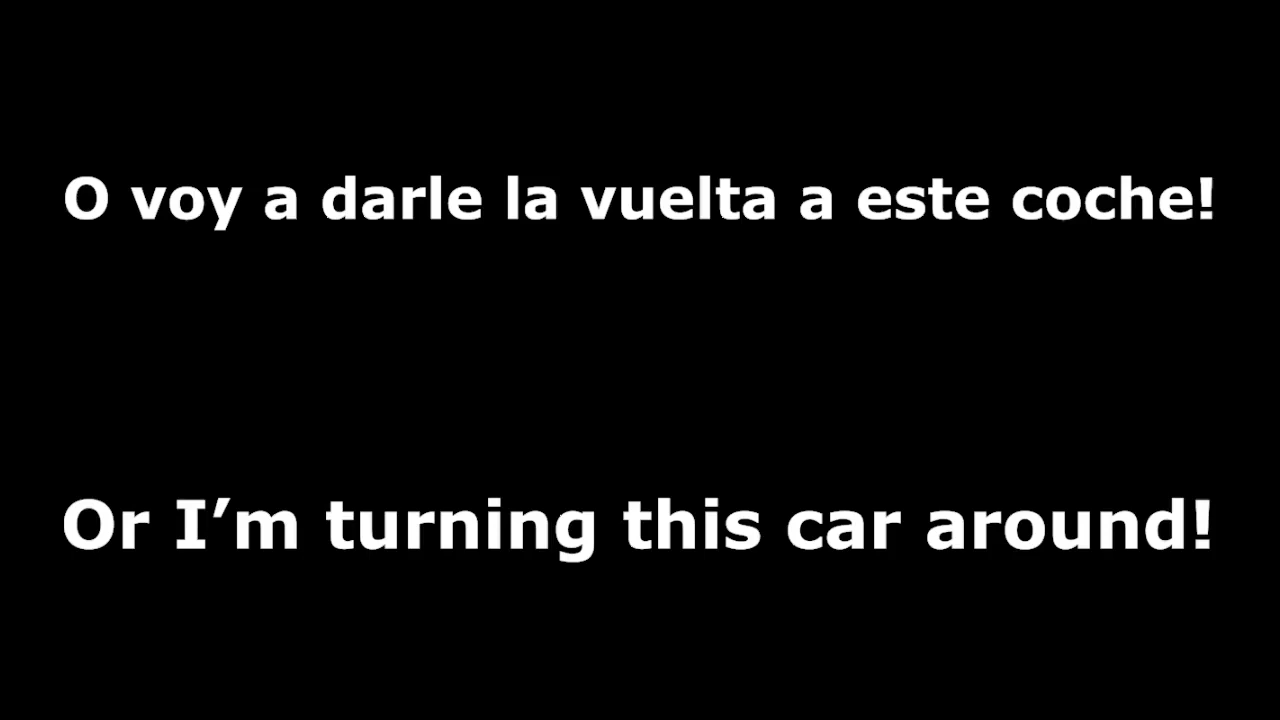 O voy a darle la vuelta a este coche!
Or I’m turning this car around!